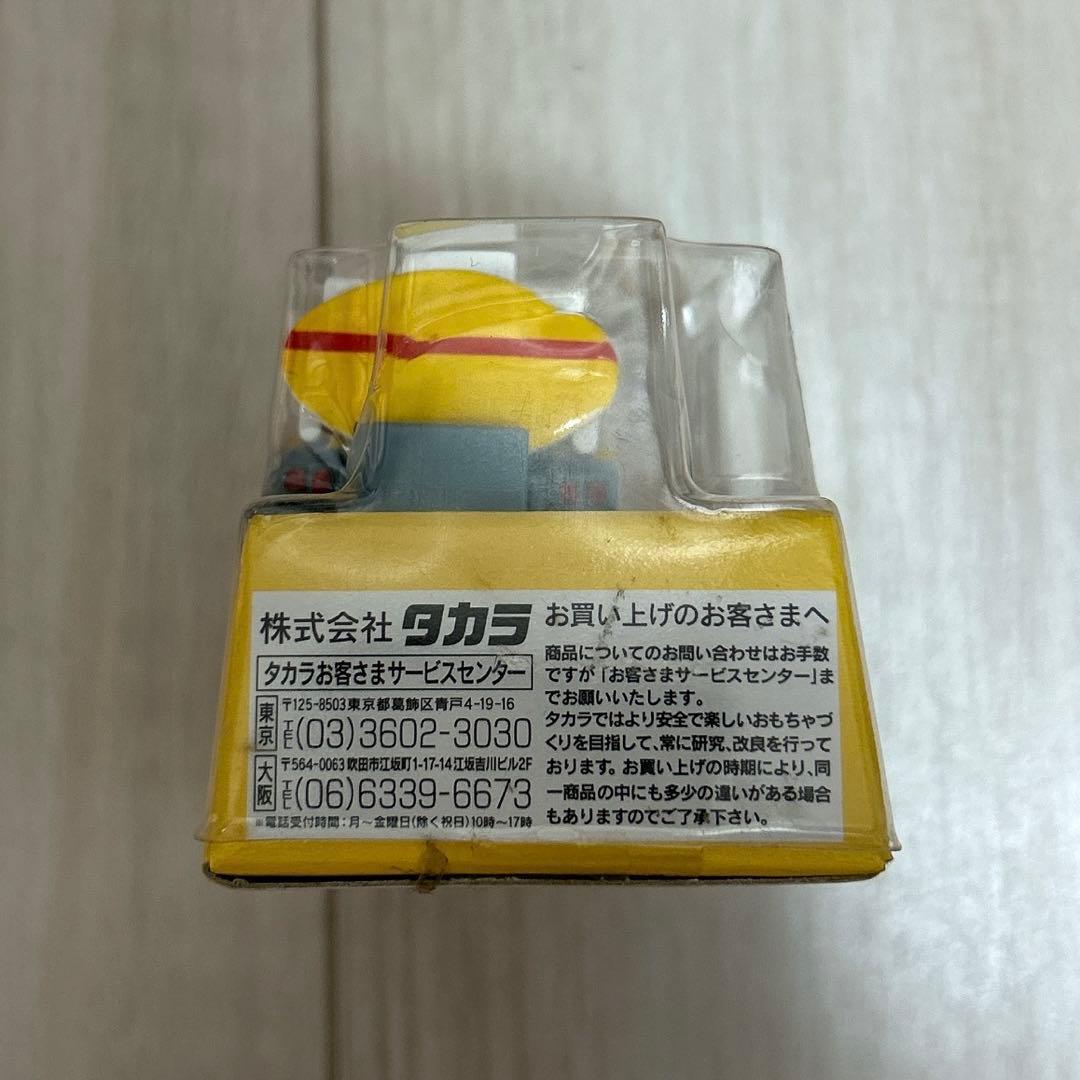 株式会社 タカラ
タカラお客さまサービスセンター
東京
〒125-8503東京都葛飾区青戸4-19-16
TEL(03)3602-3030
大阪
〒564-0063吹田市江坂町1-17-14江坂吉川ビル2F
TEL(06)6339-6673
※電話受付時間:月〜金曜日(除く祝日)10時〜17時
お買い上げのお客さまへ
商品についてのお問い合わせはお手数
ですが「お客さまサービスセンター」ま
でお願いいたします。
タカラではより安全で楽しいおもちゃづ
くりを目指して、常に研究、改良を行って
おります。お買い上げの時期により、同
一商品の中にも多少の違いがある場合
もありますのでご了承下さい。